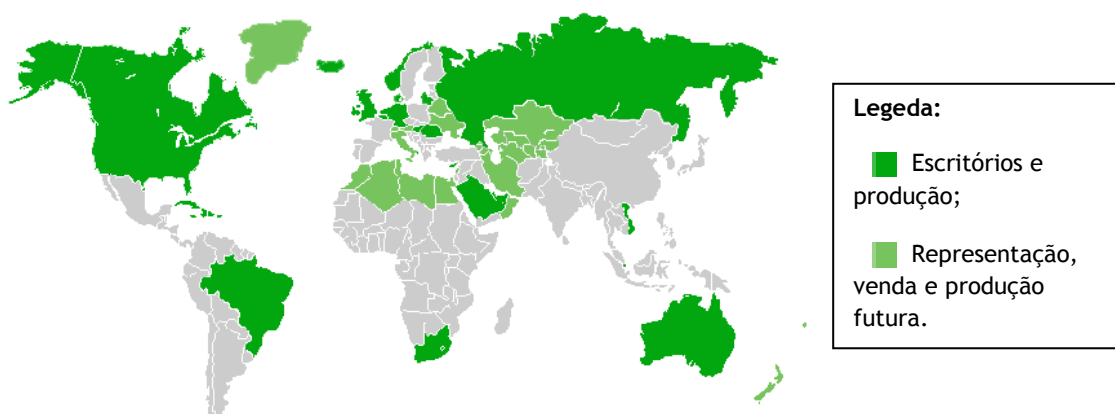 Legeda:
Escritórios e
produção;
Representação,
venda e produção
futura.